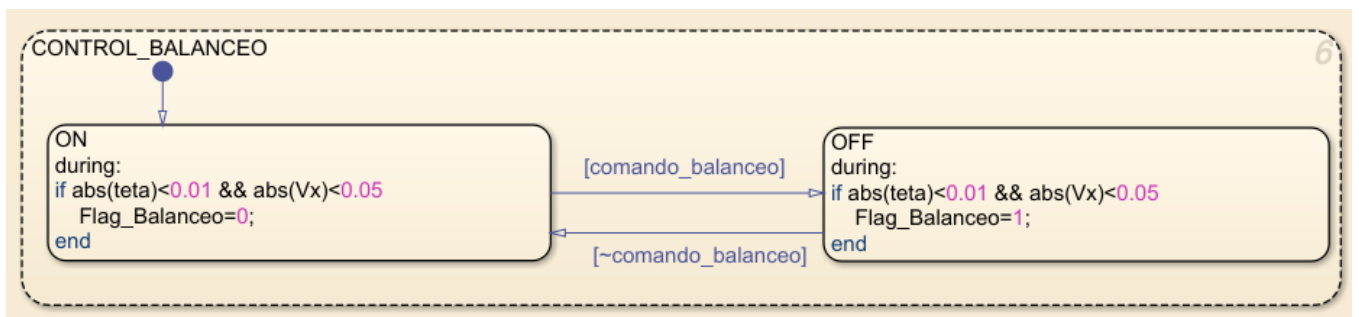 CONTROL_BALANCEO
6
ON
during:
if abs(teta)<0.01 && abs(Vx)<0.05
Flag_Balanceo=0;
end
[comando_balanceo]
[~comando_balanceo]
OFF
during:
if abs(teta)<0.01 && abs(Vx)<0.05
Flag_Balanceo=1;
end